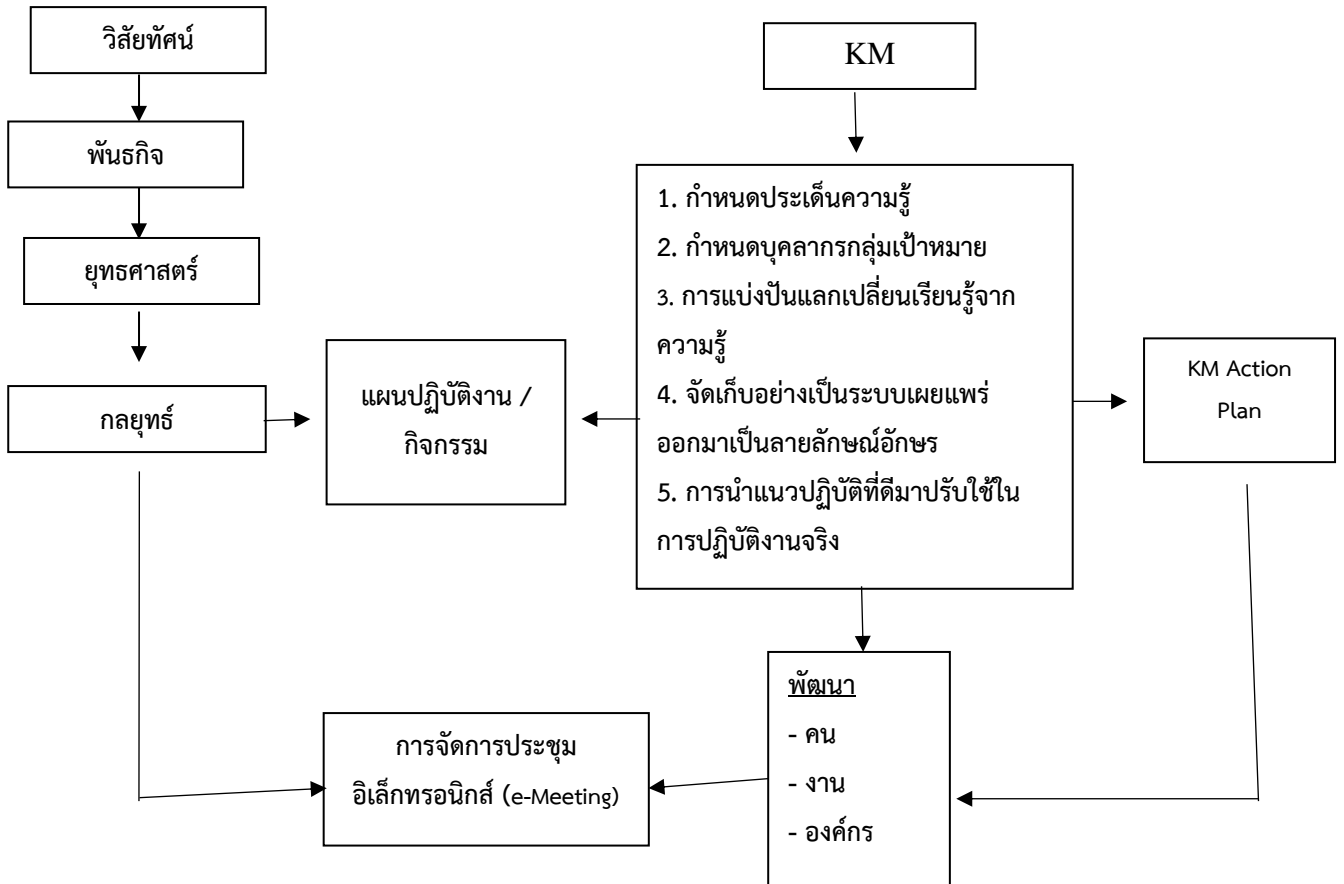 วิสัยทัศน์
พันธกิจ
ยุทธศาสตร์
กลยุทธ์
แผนปฏิบัติงาน /
กิจกรรม
KM
1. กำหนดประเด็นความรู้
2. กำหนดบุคลากรกลุ่มเป้าหมาย
3. การแบ่งปันแลกเปลี่ยนเรียนรู้จาก
ความรู้
4. จัดเก็บอย่างเป็นระบบเผยแพร่
ออกมาเป็นลายลักษณ์อักษร
5. การนำแนวปฏิบัติที่ดีมาปรับใช้ใน
การปฏิบัติงานจริง
KM Action
Plan
พัฒนา
- คน
- งาน
- องค์กร
การจัดการประชุม
อิเล็กทรอนิกส์ (e-Meeting)